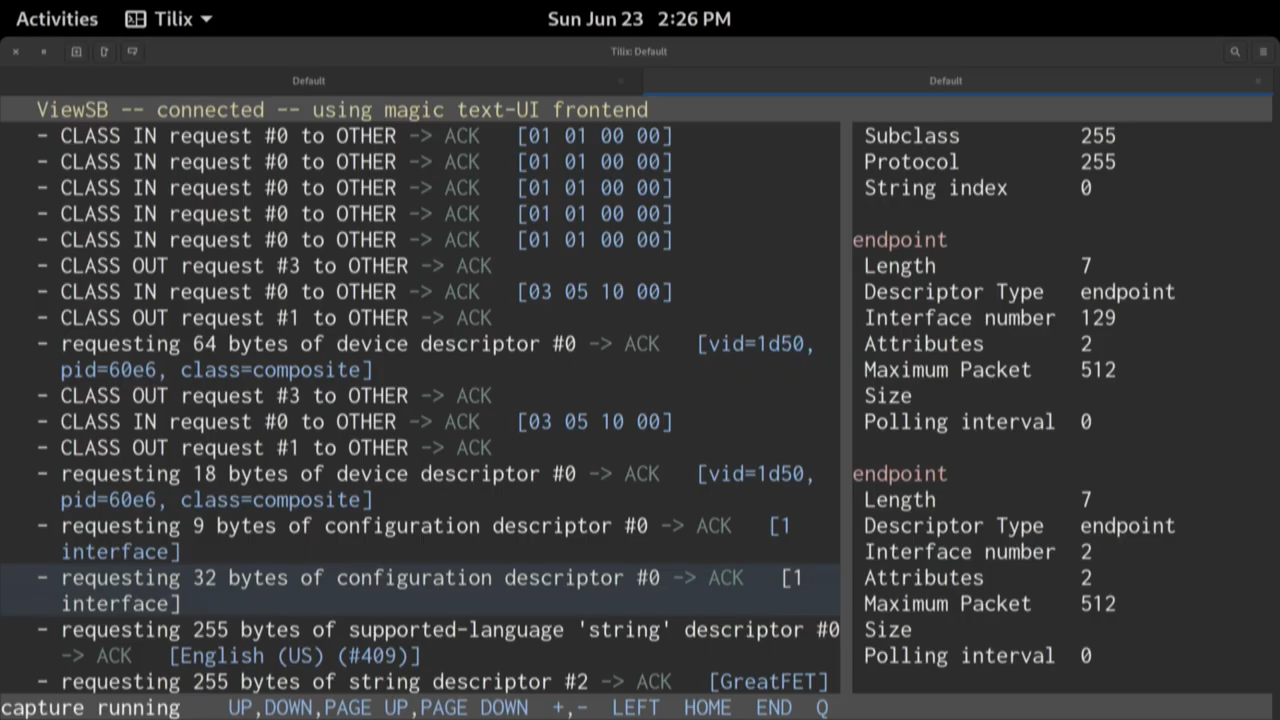 Activities Tilix Sun Jun 23 2:26 PM
Tilix: Default
Default Default
ViewSB -- connected -- using magic text-UI frontend
- CLASS IN request #0 to OTHER -> ACK [01 01 00 00]
- CLASS IN request #0 to OTHER -> ACK [01 01 00 00]
- CLASS IN request #0 to OTHER -> ACK [01 01 00 00]
- CLASS IN request #0 to OTHER -> ACK [01 01 00 00]
- CLASS IN request #0 to OTHER -> ACK [01 01 00 00]
- CLASS OUT request #3 to OTHER -> ACK
- CLASS IN request #0 to OTHER -> ACK [03 05 10 00]
- CLASS OUT request #1 to OTHER -> ACK
- requesting 64 bytes of device descriptor #0 -> ACK [vid=1d50,
pid=60e6, class=composite]
- CLASS OUT request #3 to OTHER -> ACK
- CLASS IN request #0 to OTHER -> ACK [03 05 10 00]
- CLASS OUT request #1 to OTHER -> ACK
- requesting 18 bytes of device descriptor #0 -> ACK [vid=1d50,
pid=60e6, class=composite]
- requesting 9 bytes of configuration descriptor #0 -> ACK [1
interface]
- requesting 32 bytes of configuration descriptor #0 -> ACK [1
interface]
- requesting 255 bytes of supported-language 'string' descriptor #0
-> ACK [English (US) (#409)]
- requesting 255 bytes of string descriptor #2 -> ACK [GreatFET]
Subclass 255
Protocol 255
String index 0
endpoint
Length 7
Descriptor Type endpoint
Interface number 129
Attributes 2
Maximum Packet 512
Size
Polling interval 0
endpoint
Length 7
Descriptor Type endpoint
Interface number 2
Attributes 2
Maximum Packet 512
Size
Polling interval 0
capture running UP,DOWN,PAGE UP,PAGE DOWN +,- LEFT HOME END Q